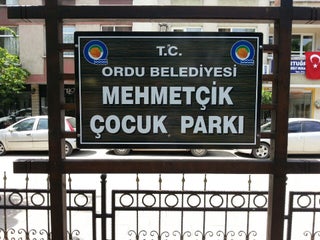 T.C.
ORDU BELEDİYESİ
MEHMETÇİK
ÇOCUK PARKI